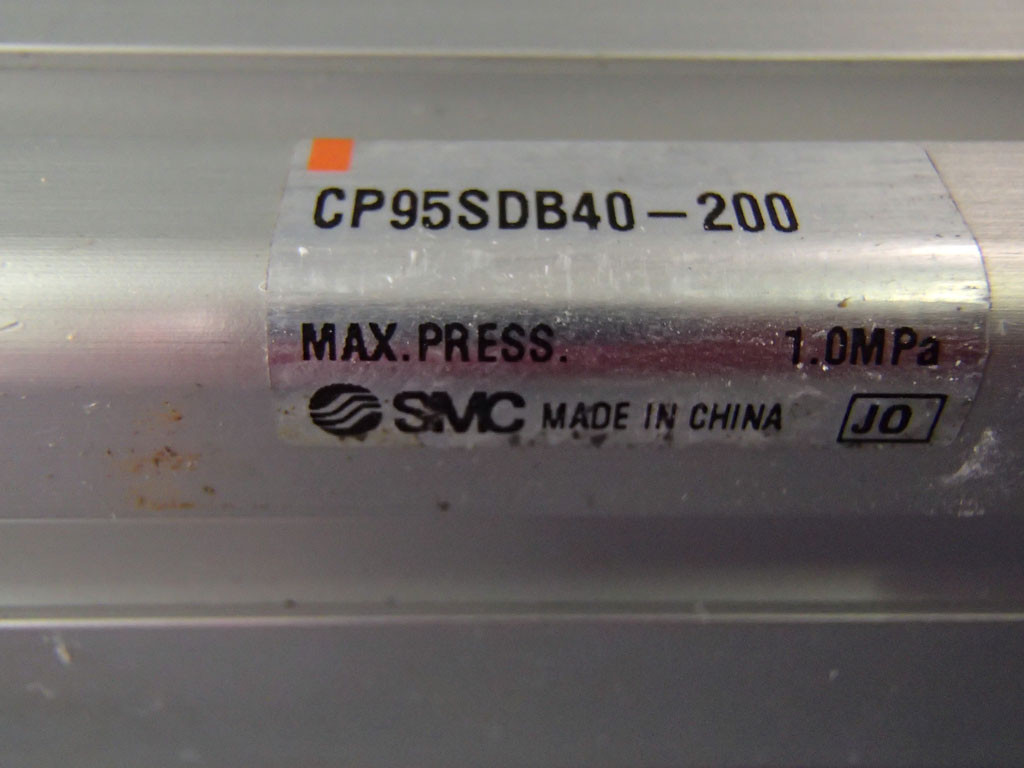 CP95SDB40-200
MAX.PRESS. 1.0MPa
SMC MADE IN CHINA JO